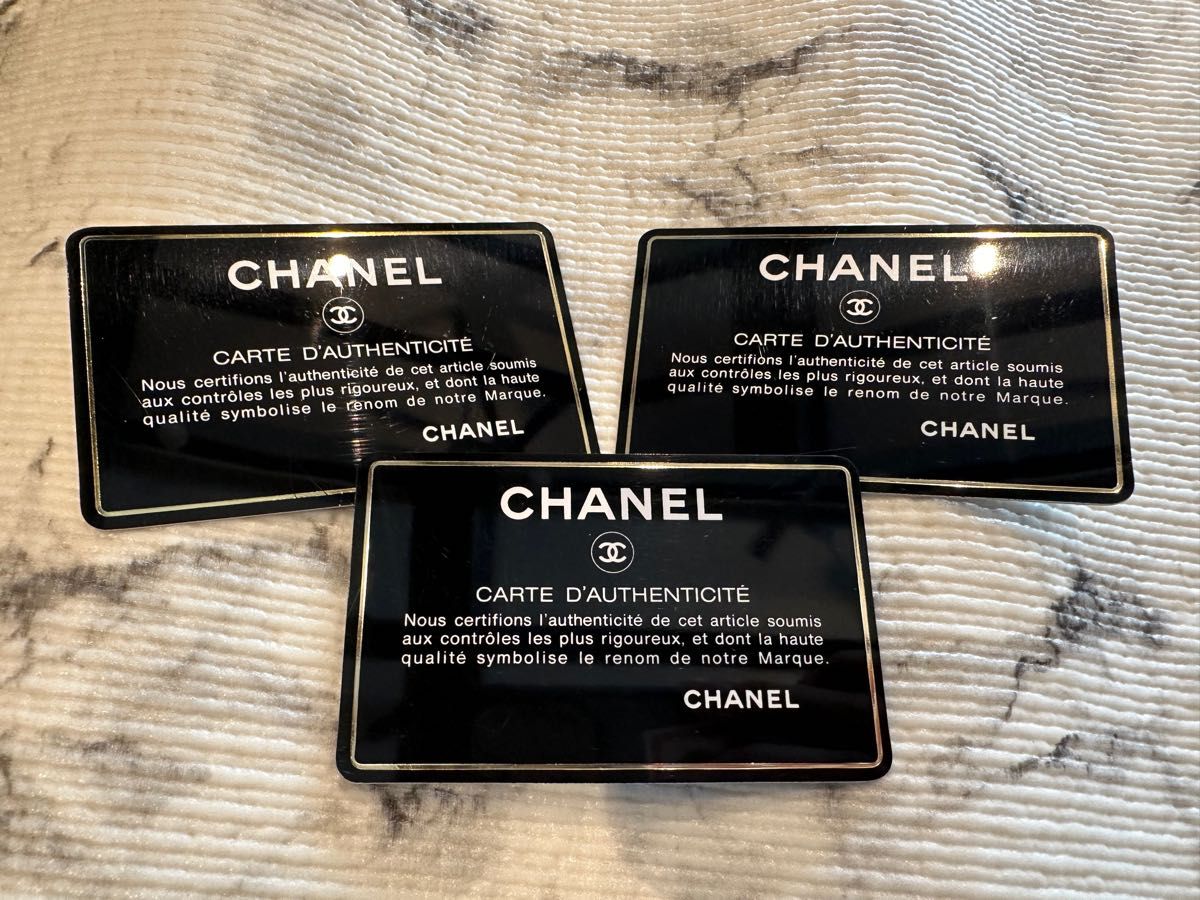 CHANEL
CARTE D'AUTHENTICITÉ
Nous certifions l'authenticité de cet article soumis
aux contrôles les plus rigoureux, et dont la haute
qualité symbolise le renom de notre Marque.
CHANEL
CHANEL
CARTE D'AUTHENTICITÉ
Nous certifions l'authenticité de cet article soumis
aux contrôles les plus rigoureux, et dont la haute
qualité symbolise le renom de notre Marque.
CHANEL
CHANEL
CARTE D'AUTHENTICITÉ
Nous certifions l'authenticité de cet article soumis
aux contrôles les plus rigoureux, et dont la haute
qualité symbolise le renom de notre Marque.
CHANEL